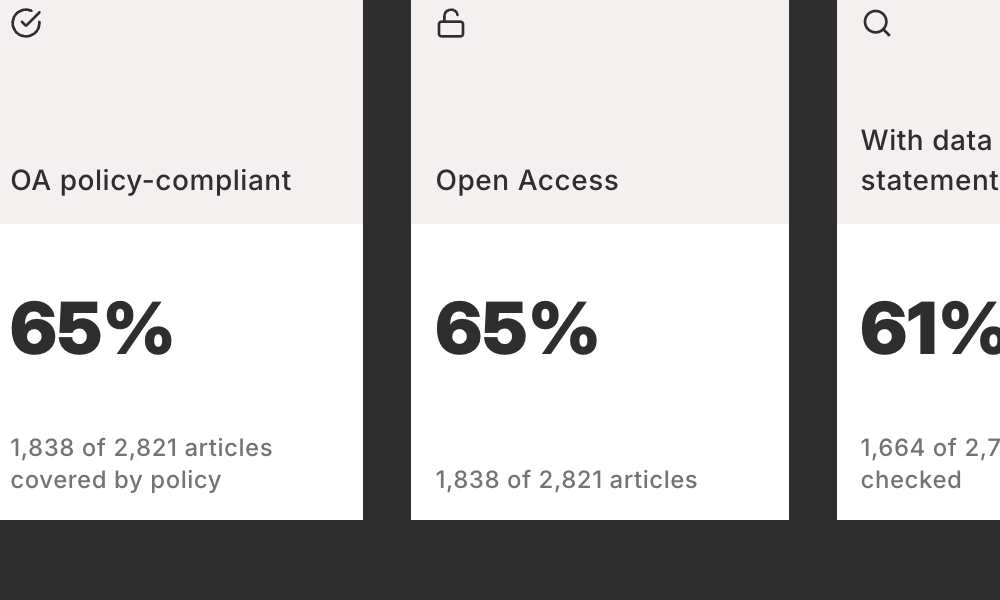 OA policy-compliant
65%
1,838 of 2,821 articles
covered by policy
Open Access
65%
1,838 of 2,821 articles
With data
statement
61%
1,664 of 2,7
checked